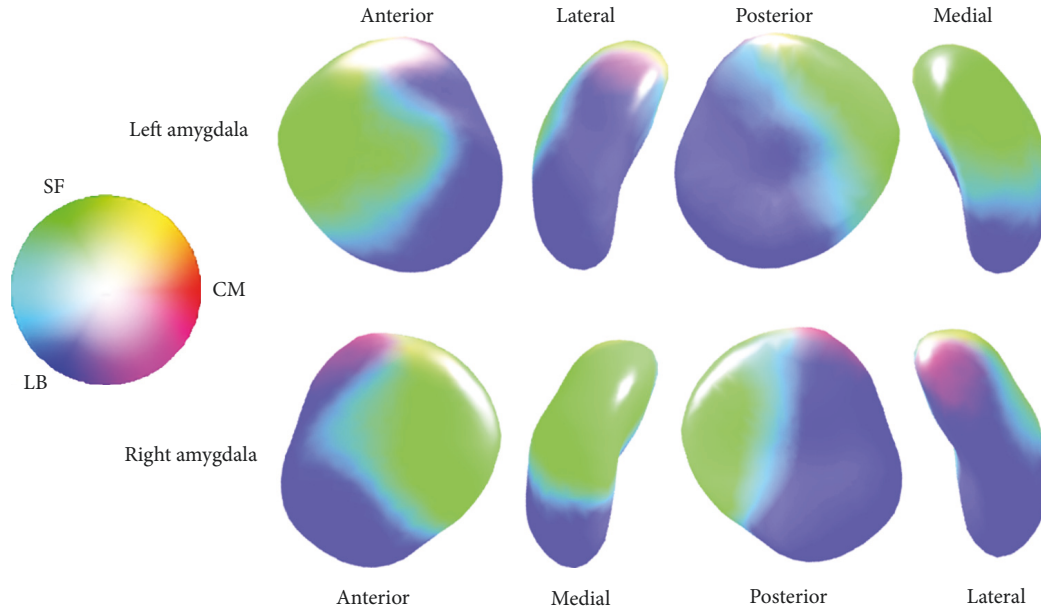 Anterior
Lateral
Posterior
Medial
Left amygdala
SF
CM
LB
Right amygdala
Anterior
Medial
Posterior
Lateral